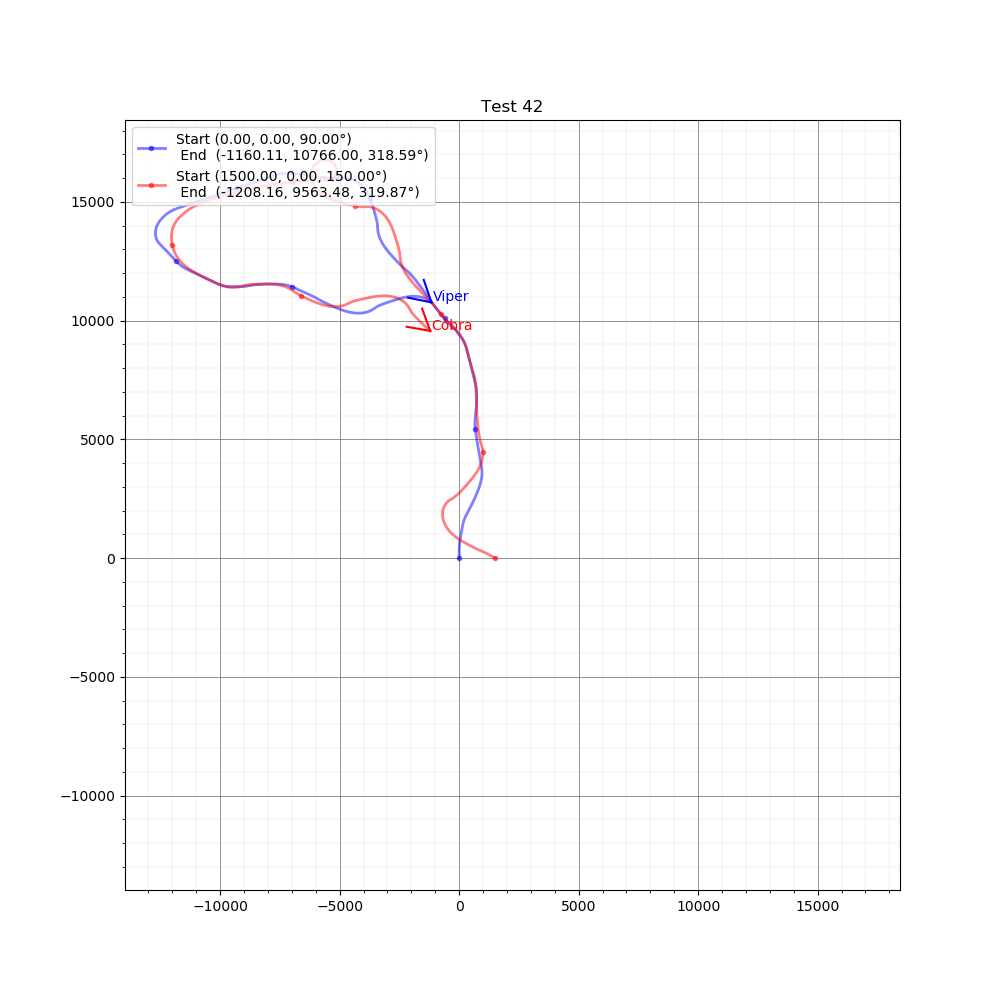 Test 42
Start (0.00, 0.00, 90.00°)
End  (-1160.11, 10766.00, 318.59°)
Start (1500.00, 0.00, 150.00°)
End  (-1208.16, 9563.48, 319.87°)
15000
10000
5000
0
−5000
−10000
Viper
Cobra
−10000
−5000
0
5000
10000
15000